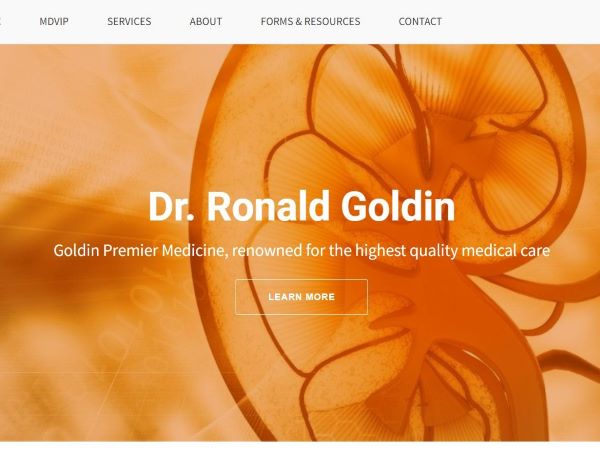 MDVIP SERVICES ABOUT FORMS & RESOURCES CONTACT
Dr. Ronald Goldin
Goldin Premier Medicine, renowned for the highest quality medical care
LEARN MORE